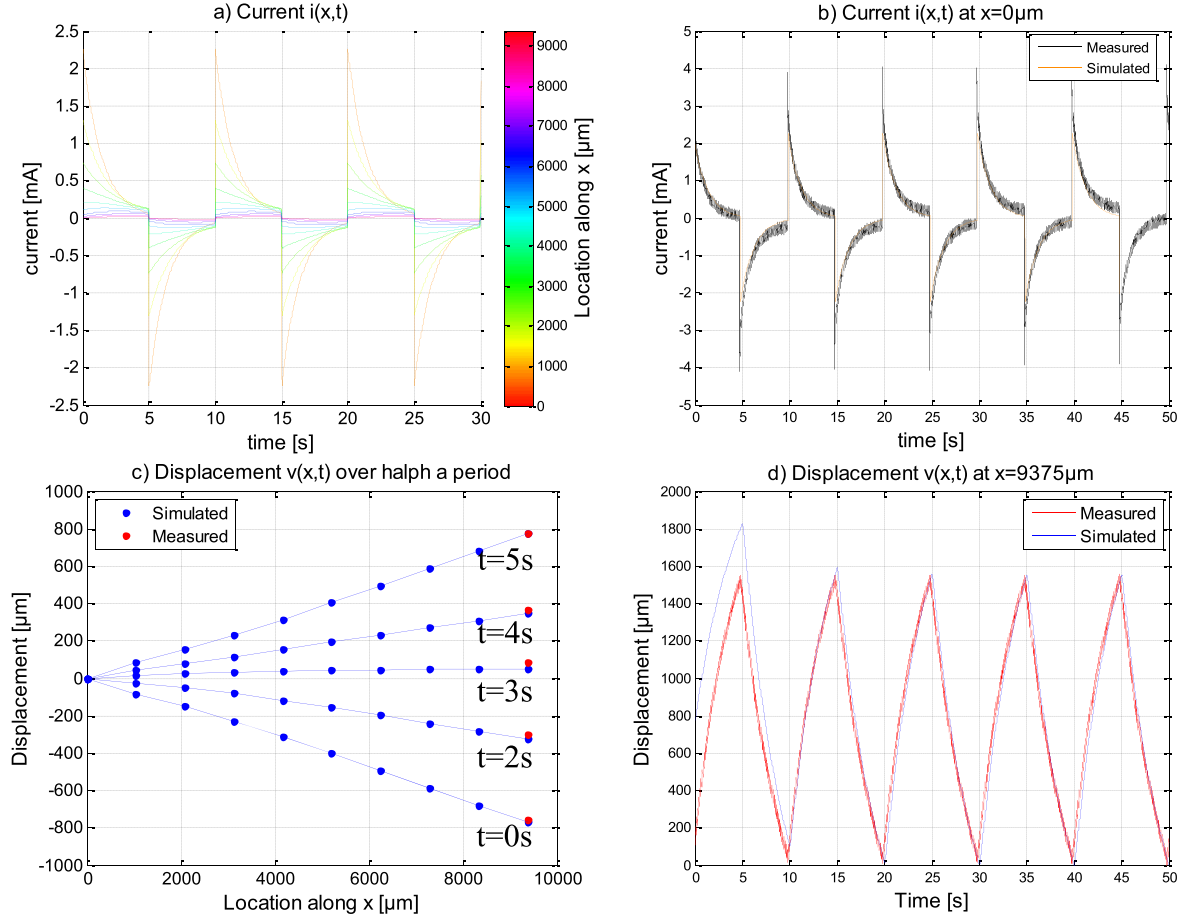 a) Current i(x,t)
2.5
2
1.5
1
0.5
0
-0.5
-1
-1.5
-2
-2.5
0 5 10 15 20 25 30
current [mA]
time [s]
9000
8000
7000
6000
5000
4000
3000
2000
1000
0
Location along x [µm]
b) Current i(x,t) at x=0µm
Measured
Simulated
5
4
3
2
1
0
-1
-2
-3
-4
-5
0 5 10 15 20 25 30 35 40 45 50
current [mA]
time [s]
c) Displacement v(x,t) over halph a period
Simulated
Measured
1000
800
600
400
200
0
-200
-400
-600
-800
-1000
t=5s
t=4s
t=3s
t=2s
t=0s
0 2000 4000 6000 8000 10000
Displacement [µm]
Location along x [µm]
d) Displacement v(x,t) at x=9375µm
Measured
Simulated
2000
1800
1600
1400
1200
1000
800
600
400
200
0
0 5 10 15 20 25 30 35 40 45 50
Displacement [µm]
Time [s]